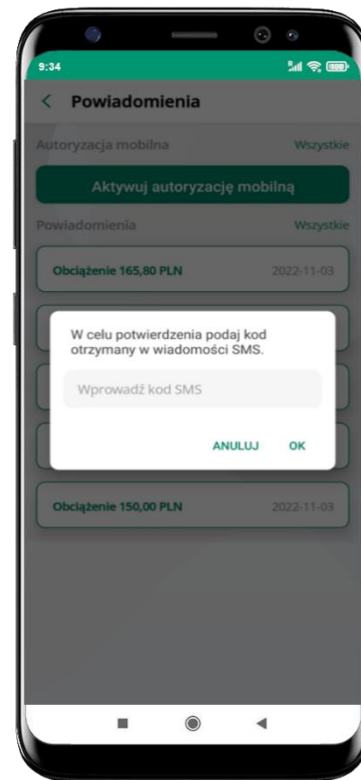 9:34
Powiadomienia
Autoryzacja mobilna Wszystkie
Aktywuj autoryzację mobilną
Powiadomienia Wszystkie
Obciążenie 165,80 PLN 2022-11-03
W celu potwierdzenia podaj kod
otrzymany w wiadomości SMS.
Wprowadź kod SMS
ANULUJ OK
Obciążenie 150,00 PLN 2022-11-03